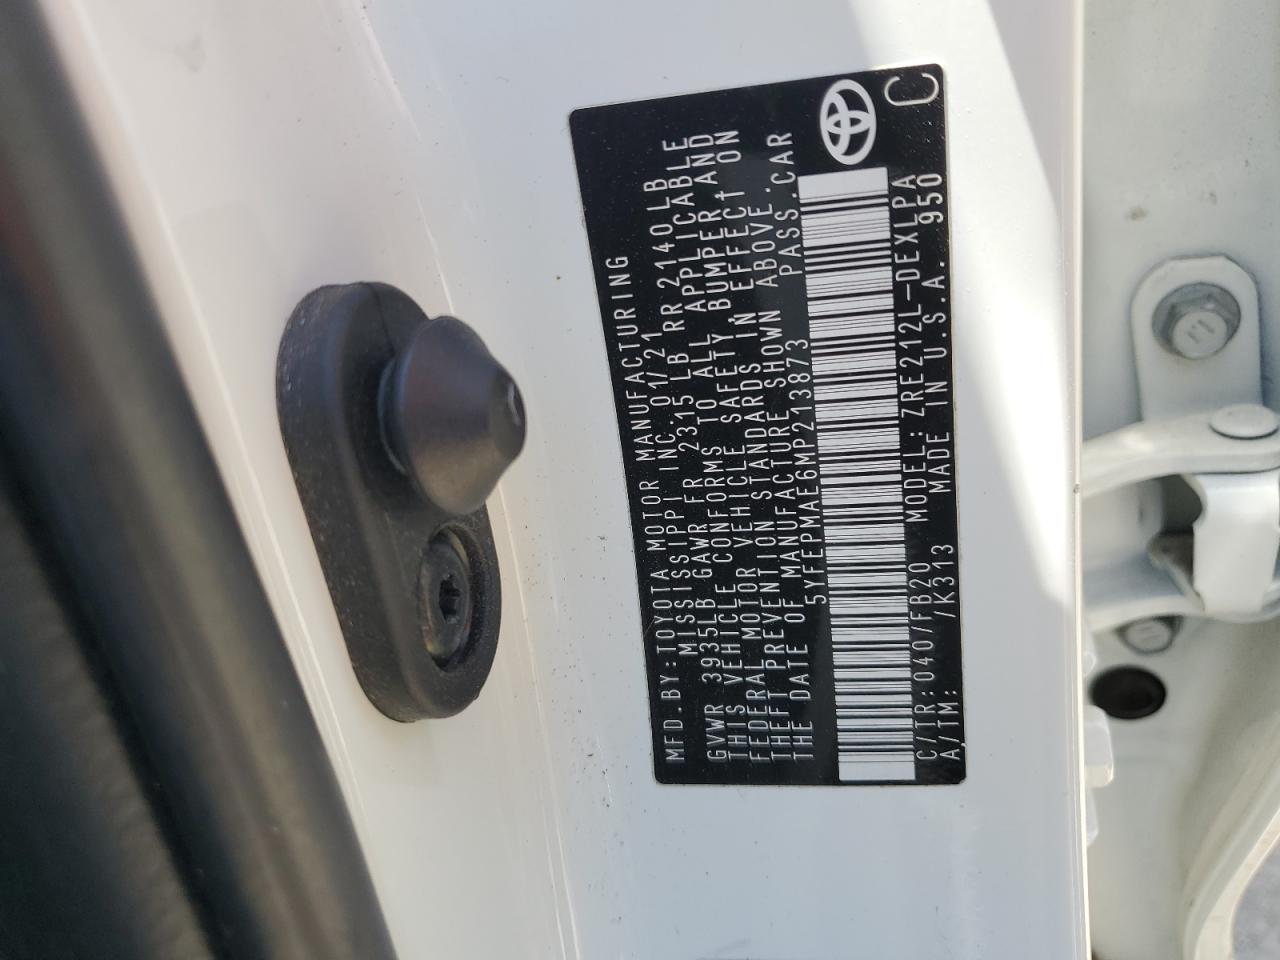 MFD.BY:TOYOTA MOTOR MANUFACTURING
MISSISSIPPI INC. 01/21
GVWR 3935LB GAWR FR 2315 LB RR 2140LB
THIS VEHICLE CONFORMS TO ALL APPLICABLE
FEDERAL MOTOR VEHICLE SAFETY, BUMPER, AND
THEFT PREVENTION STANDARDS IN EFFECT ON
THE DATE OF MANUFACTURE SHOWN ABOVE.
5YFEPMAE6MP213873 PASS.CAR
C/TR:040/FB20 MODEL:ZRE212L-DEXLPA
A/TM: /K313 MADE IN U.S.A. 950
C